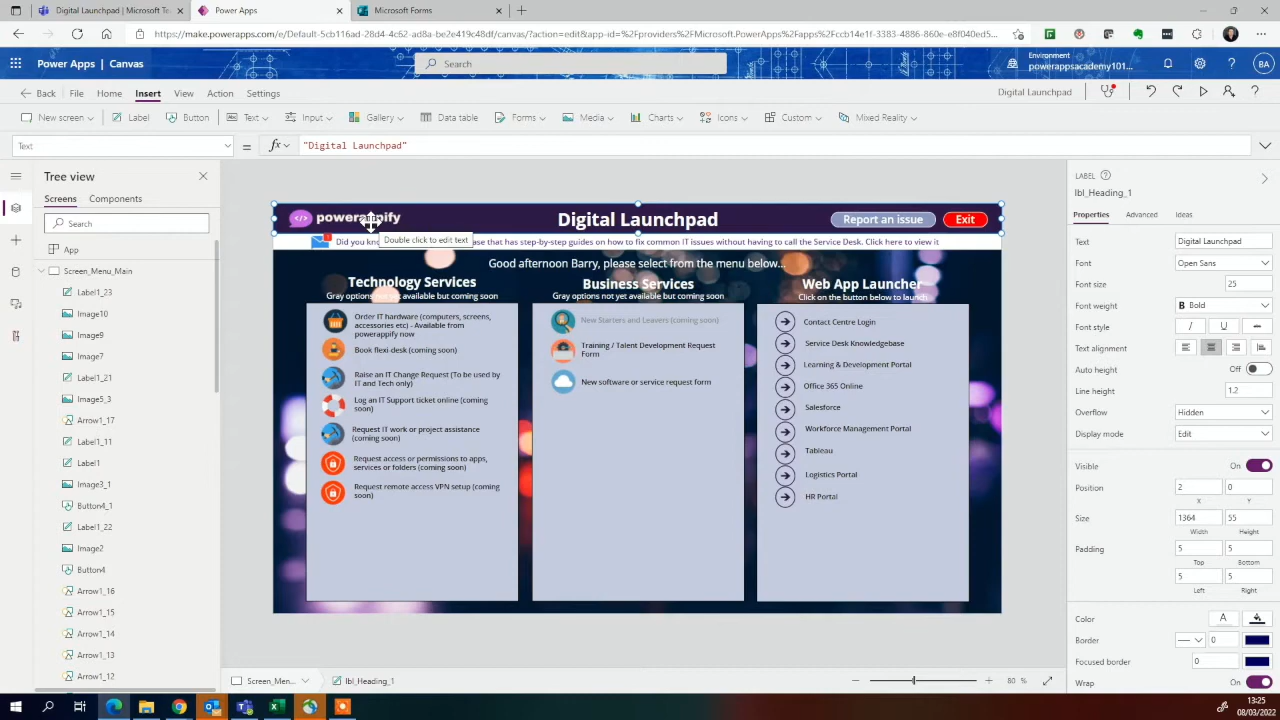 Digital Launchpad | Microsoft Te
Power Apps
Microsoft Forms
https://make.powerapps.com/e/Default-5cb116ad-28d4-4c62-ad8a-be2e419c48df/canvas/?action=edit&app-id=%2Fproviders%2FMicrosoft.PowerApps%2Fapps%2Fccb14e1f-3383-4886-860e-e8f040ed5...
Power Apps | Canvas
Search
Environment
powerappsacademy101...
BA
Back
File
Home
Insert
View
Action
Settings
Digital Launchpad
New screen
Label
Button
Text
Input
Gallery
Data table
Forms
Media
Charts
Icons
Custom
Mixed Reality
Text
= fx
"Digital Launchpad"
Tree view
Screens
Components
Search
App
Screen_Menu_Main
Label1_23
Image10
Image9
Image7
Label1_21
Image5_3
Arrow1_17
Label1_11
Label1
Image3_1
Button4_1
Label1_22
Image2
Button4
Arrow1_16
Arrow1_15
Arrow1_14
Arrow1_13
Arrow1_12
powerappify
Digital Launchpad
Report an issue
Exit
Double click to edit text
Did you kno
ase that has step-by-step guides on how to fix common IT issues without having to call the Service Desk. Click here to view it
Good afternoon Barry, please select from the menu below...
Technology Services
Gray options not yet available but coming soon
Order IT hardware (computers, screens,
accessories etc) - Available from
powerappify now
Book flexi-desk (coming soon)
Raise an IT Change Request (To be used by
IT and Tech only)
Log an IT Support ticket online (coming
soon)
Request IT work or project assistance
(coming soon)
Request access or permissions to apps,
services or folders (coming soon)
Request remote access VPN setup (coming
soon)
Business Services
Gray options not yet available but coming soon
New Starters and Leavers (coming soon)
Training / Talent Development Request
Form
New software or service request form
Web App Launcher
Click on the button below to launch
Contact Centre Login
Service Desk Knowledgebase
Learning & Development Portal
Office 365 Online
Salesforce
Workforce Management Portal
Tableau
Logistics Portal
HR Portal
LABEL
lbl_Heading_1
Properties
Advanced
Ideas
Text
Digital Launchpad
Font
Open Sans
Font size
25
Font weight
B Bold
Font style
Text alignment
Auto height
Off
Line height
1.2
Overflow
Hidden
Display mode
Edit
Visible
On
Position
2
0
X
Y
Size
1364
55
Width
Height
Padding
5
5
Top
Bottom
5
5
Left
Right
Color
A
Border
0
Focused border
0
Wrap
On
Screen_Menu...
lbl_Heading_1
80 %
13:25
08/03/2022